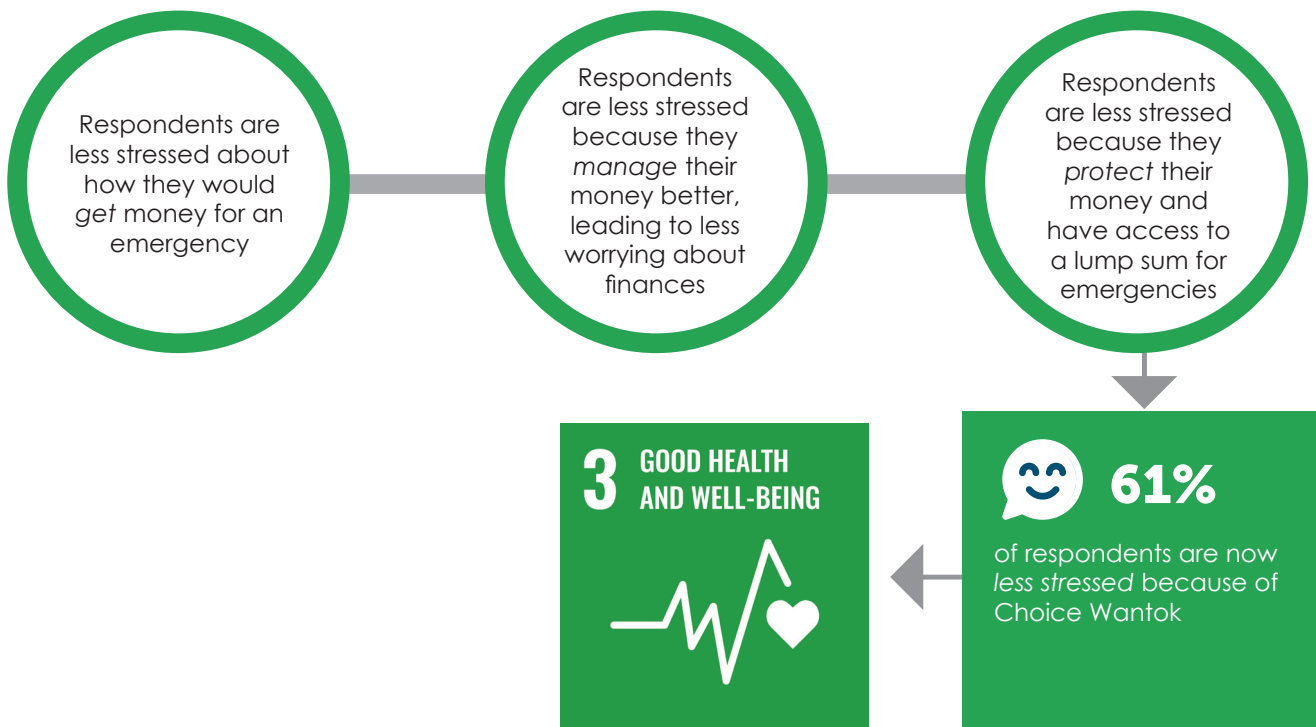 Respondents are
less stressed about
how they would
get money for an
emergency
Respondents
are less stressed
because they
manage their
money better,
leading to less
worrying about
finances
Respondents
are less stressed
because they
protect their
money and
have access to
a lump sum for
emergencies
3 GOOD HEALTH
AND WELL-BEING
61%
of respondents are now
less stressed because of
Choice Wantok